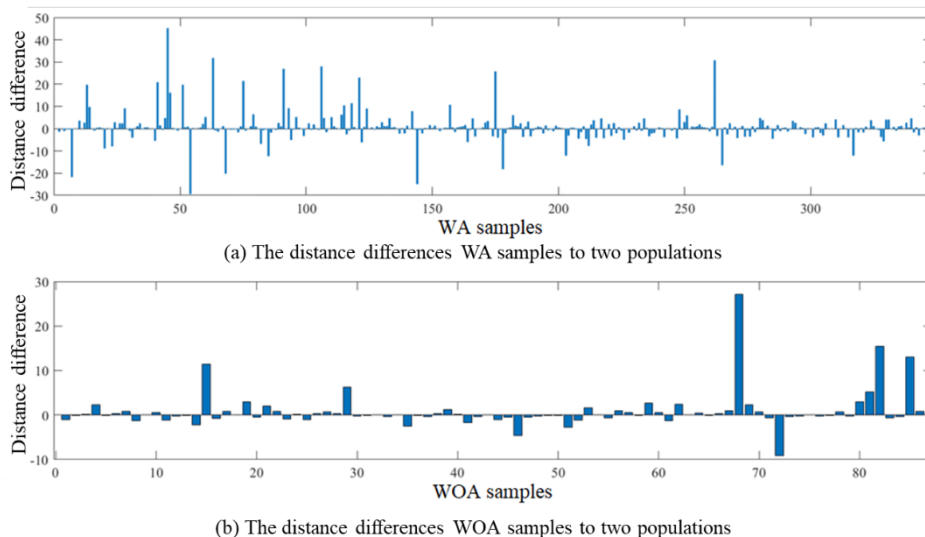 50
40
30
20
10
0
-10
-20
-30
Distance difference
0 50 100 150 200 250 300
WA samples
(a) The distance differences WA samples to two populations
30
20
10
0
-10
Distance difference
0 10 20 30 40 50 60 70 80
WOA samples
(b) The distance differences WOA samples to two populations